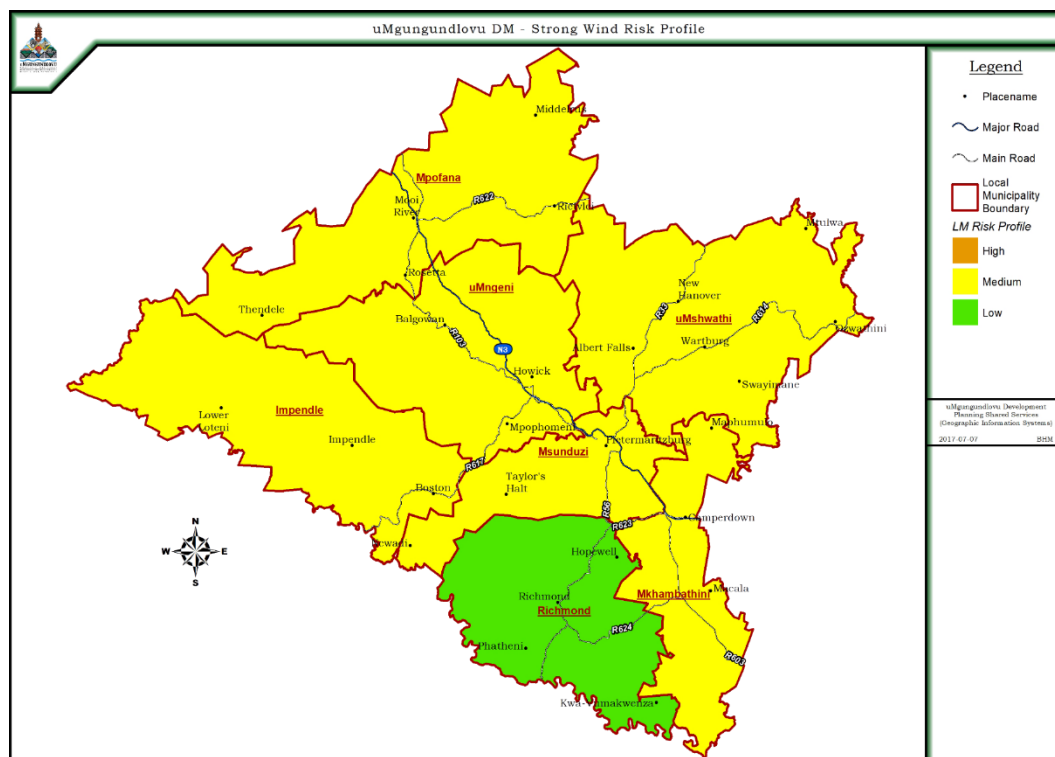 uMgungundlovu DM - Strong Wind Risk Profile
Legend
Placename
Major Road
Main Road
Local
Municipality
Boundary
LM Risk Profile
High
Medium
Low
uMgungundlovu Development
Planning Shared Services
(Geographic Information Systems)
2017-07-07 BHM
Mpofana
Mooi
River
R622
Rosetta
uMngeni
Mtulwa
New
Hanover
Thendele
Balgowan
R103
R33
uMshwathi
R614
N3
Albert Falls
Wartburg
Howick
Swayimane
Impendle
Lower
Loteni
Mpophomeni
Impendle
Msunduzi
Pietermaritzburg
R617
Boston
Taylor's
Halt
R56
R623
Hopewell
Richmond
Richmond
Mkhambathini
R624
Phatheni
R603
N
W E
S